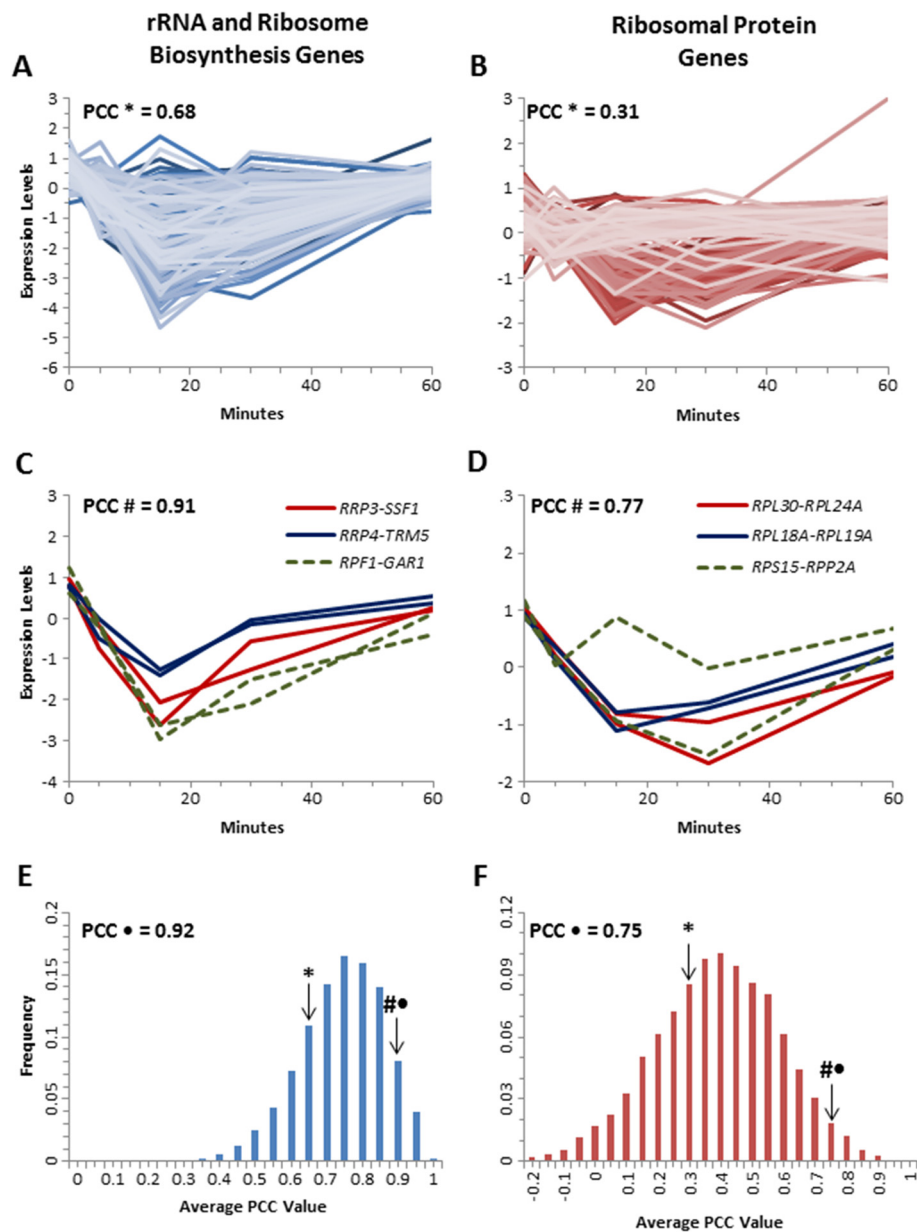 rRNA and Ribosome
Biosynthesis Genes
Ribosomal Protein
Genes
A
PCC * = 0.68
Expression Levels
3
2
1
0
-1
-2
-3
-4
-5
-6
0
20
40
60
Minutes
B
PCC * = 0.31
3
2
1
0
-1
-2
-3
0
20
40
60
Minutes
C
PCC # = 0.91
RRP3-SSF1
RRP4-TRM5
RPF1-GAR1
Expression Levels
3
2
1
0
-1
-2
-3
-4
0
20
40
60
Minutes
D
PCC # = 0.77
RPL30-RPL24A
RPL18A-RPL19A
RPS15-RPP2A
.3
2
1
0
-1
-2
0
20
40
60
Minutes
E
PCC • = 0.92
*
#•
Frequency
0.2
0.15
0.1
0.05
0
0
0.1
0.2
0.3
0.4
0.5
0.6
0.7
0.8
0.9
1
Average PCC Value
F
PCC • = 0.75
*
#•
0.12
0.09
0.06
0.03
0
-0.2
-0.1
0
0.1
0.2
0.3
0.4
0.5
0.6
0.7
0.8
0.9
1
Average PCC Value